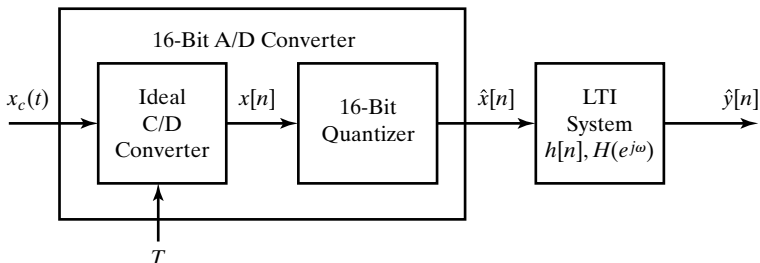 16-Bit A/D Converter
x_c(t)
Ideal
C/D
Converter
x[n]
16-Bit
Quantizer
x̂[n]
LTI
System
h[n], H(e^{jω})
ŷ[n]
T